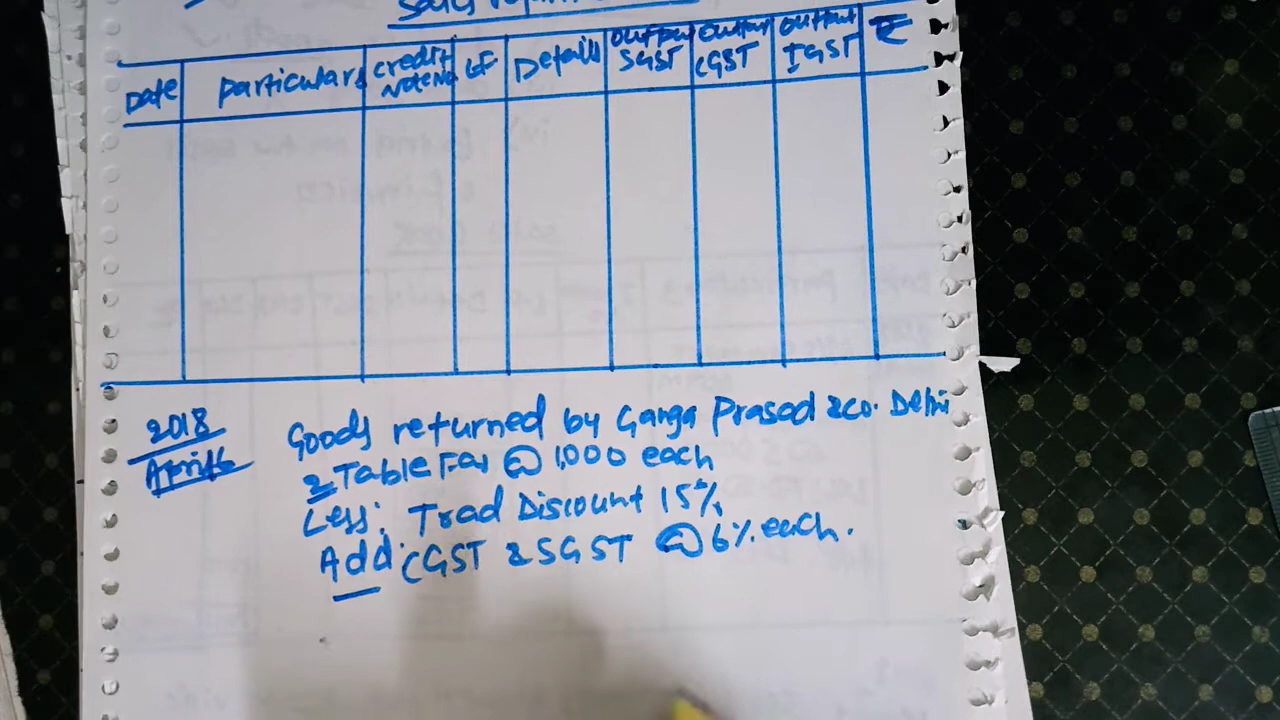 Date Particulars Credit Note No LF Details Output SGST Output CGST Output IGST ₹
2018
April 6
Goods returned by Ganga Prasad & co. Delhi
2 Table Fan @ 1,000 each
Less: Trad Discount 15%
Add: CGST & SGST @ 6% each.